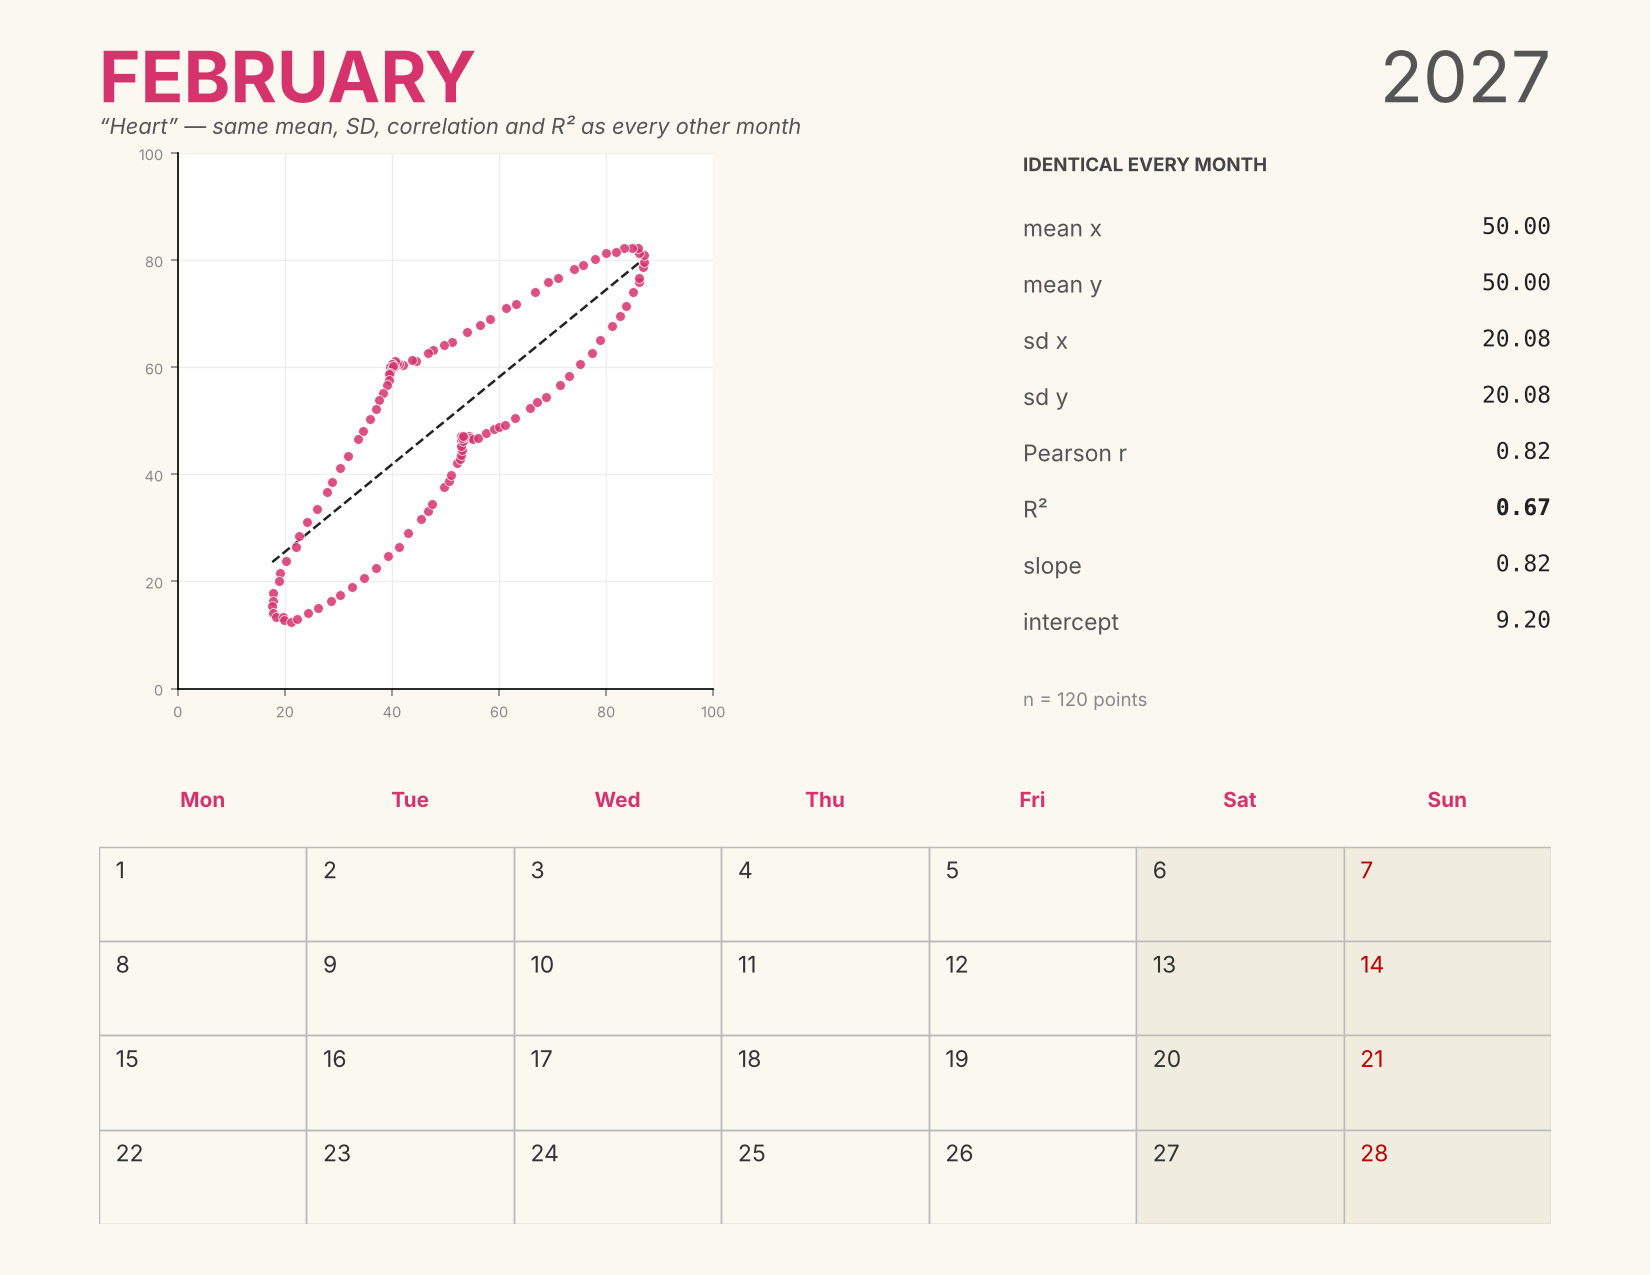 FEBRUARY 2027
“Heart” — same mean, SD, correlation and R² as every other month
100
80
60
40
20
0
0 20 40 60 80 100
IDENTICAL EVERY MONTH
mean x 50.00
mean y 50.00
sd x 20.08
sd y 20.08
Pearson r 0.82
R² 0.67
slope 0.82
intercept 9.20
n = 120 points
Mon Tue Wed Thu Fri Sat Sun
1 2 3 4 5 6 7
8 9 10 11 12 13 14
15 16 17 18 19 20 21
22 23 24 25 26 27 28